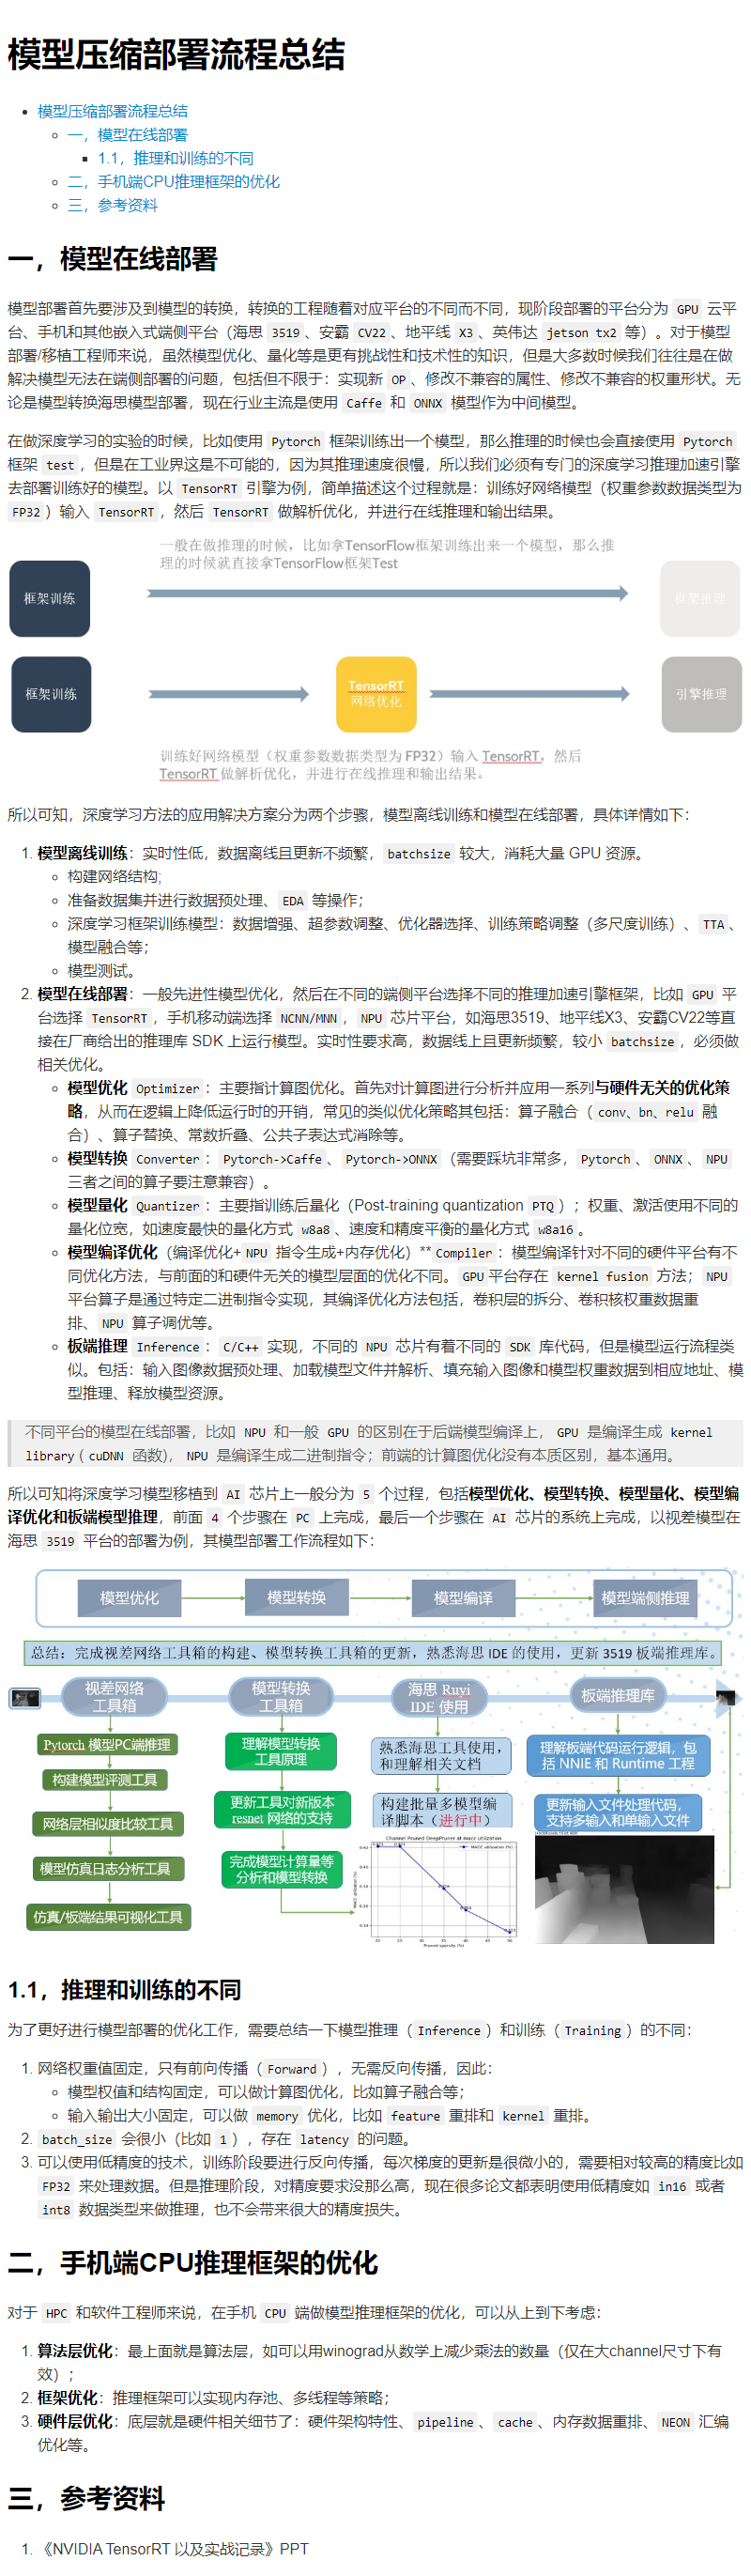 模型压缩部署流程总结
模型压缩部署流程总结
一，模型在线部署
1.1，推理和训练的不同
二，手机端CPU推理框架的优化
三，参考资料
一，模型在线部署
模型部署首先要涉及到模型的转换，转换的工程随着对应平台的不同而不同，现阶段部署的平台分为 GPU 云平
台、手机和其他嵌入式端侧平台（海思 3519、安霸 CV22、地平线 X3、英伟达 jetson tx2 等）。对于模型
部署/移植工程师来说，虽然模型优化、量化等是更有挑战性和技术性的知识，但是大多数时候我们往往是在做
解决模型无法在端侧部署的问题，包括但不限于：实现新 OP、修改不兼容的属性、修改不兼容的权重形状。无
论是模型转换海思模型部署，现在行业主流是使用 Caffe 和 ONNX 模型作为中间模型。
在做深度学习的实验的时候，比如使用 Pytorch 框架训练出一个模型，那么推理的时候也会直接使用 Pytorch
框架 test，但是在工业界这是不可能的，因为其推理速度很慢，所以我们必须有专门的深度学习推理加速引擎
去部署训练好的模型。以 TensorRT 引擎为例，简单描述这个过程就是：训练好网络模型（权重参数数据类型为
FP32）输入 TensorRT，然后 TensorRT 做解析优化，并进行在线推理和输出结果。
一般在做推理的时候，比如拿TensorFlow框架训练出来一个模型，那么推
理的时候就直接拿TensorFlow框架Test
框架训练
框架推理
框架训练
TensorRT
网络优化
引擎推理
训练好网络模型（权重参数数据类型为 FP32）输入 TensorRT，然后
TensorRT 做解析优化，并进行在线推理和输出结果。
所以可知，深度学习方法的应用解决方案分为两个步骤，模型离线训练和模型在线部署，具体详情如下：
1. 模型离线训练：实时性低，数据离线且更新不频繁，batchsize 较大，消耗大量 GPU 资源。
构建网络结构;
准备数据集并进行数据预处理、EDA 等操作；
深度学习框架训练模型：数据增强、超参数调整、优化器选择、训练策略调整（多尺度训练）、TTA、
模型融合等；
模型测试。
2. 模型在线部署：一般先进性模型优化，然后在不同的端侧平台选择不同的推理加速引擎框架，比如 GPU 平
台选择 TensorRT，手机移动端选择 NCNN/MNN，NPU 芯片平台，如海思3519、地平线X3、安霸CV22等直
接在厂商给出的推理库 SDK 上运行模型。实时性要求高，数据线上且更新频繁，较小 batchsize，必须做
相关优化。
模型优化 Optimizer：主要指计算图优化。首先对计算图进行分析并应用一系列与硬件无关的优化策
略，从而在逻辑上降低运行时的开销，常见的类似优化策略其包括：算子融合（conv、bn、relu 融
合）、算子替换、常数折叠、公共子表达式消除等。
模型转换 Converter：Pytorch->Caffe、Pytorch->ONNX（需要踩坑非常多，Pytorch、ONNX、NPU
三者之间的算子要注意兼容）。
模型量化 Quantizer：主要指训练后量化（Post-training quantization PTQ）；权重、激活使用不同的
量化位宽，如速度最快的量化方式 w8a8、速度和精度平衡的量化方式 w8a16。
模型编译优化（编译优化+NPU 指令生成+内存优化）**Compiler：模型编译针对不同的硬件平台有不
同优化方法，与前面的和硬件无关的模型层面的优化不同。GPU平台存在 kernel fusion 方法；NPU
平台算子是通过特定二进制指令实现，其编译优化方法包括，卷积层的拆分、卷积核权重数据重
排、NPU 算子调优等。
板端推理 Inference：C/C++ 实现，不同的 NPU 芯片有着不同的 SDK 库代码，但是模型运行流程类
似。包括：输入图像数据预处理、加载模型文件并解析、填充输入图像和模型权重数据到相应地址、模
型推理、释放模型资源。
不同平台的模型在线部署，比如 NPU 和一般 GPU 的区别在于后端模型编译上，GPU 是编译生成 kernel
library（cuDNN 函数)，NPU 是编译生成二进制指令；前端的计算图优化没有本质区别，基本通用。
所以可知将深度学习模型移植到 AI 芯片上一般分为 5 个过程，包括模型优化、模型转换、模型量化、模型编
译优化和板端模型推理，前面 4 个步骤在 PC 上完成，最后一个步骤在 AI 芯片的系统上完成，以视差模型在
海思 3519 平台的部署为例，其模型部署工作流程如下：
模型优化
模型转换
模型编译
模型端侧推理
总结：完成视差网络工具箱的构建、模型转换工具箱的更新，熟悉海思 IDE 的使用，更新 3519 板端推理库。
视差网络
工具箱
模型转换
工具箱
海思 Ruyi
IDE 使用
板端推理库
Pytorch 模型PC端推理
构建模型评测工具
网络层相似度比较工具
模型仿真日志分析工具
仿真/板端结果可视化工具
理解模型转换
工具原理
更新工具对新版本
resnet 网络的支持
完成模型计算量等
分析和模型转换
熟悉海思工具使用，
和理解相关文档
构建批量多模型编
译脚本（进行中）
理解板端代码运行逻辑，包
括 NNIE 和 Runtime 工程
更新输入文件处理代码，
支持多输入和单输入文件
Channel Pruned DeepPruner at macc utilization
MACC utilization (%)
Pruned sparsity (%)
1.1，推理和训练的不同
为了更好进行模型部署的优化工作，需要总结一下模型推理（Inference）和训练（Training）的不同：
1. 网络权重值固定，只有前向传播（Forward），无需反向传播，因此：
模型权值和结构固定，可以做计算图优化，比如算子融合等；
输入输出大小固定，可以做 memory 优化，比如 feature 重排和 kernel 重排。
2. batch_size 会很小（比如 1），存在 latency 的问题。
3. 可以使用低精度的技术，训练阶段要进行反向传播，每次梯度的更新是很微小的，需要相对较高的精度比如
FP32 来处理数据。但是推理阶段，对精度要求没那么高，现在很多论文都表明使用低精度如 in16 或者
int8 数据类型来做推理，也不会带来很大的精度损失。
二，手机端CPU推理框架的优化
对于 HPC 和软件工程师来说，在手机 CPU 端做模型推理框架的优化，可以从上到下考虑：
1. 算法层优化：最上面就是算法层，如可以用winograd从数学上减少乘法的数量（仅在大channel尺寸下有
效）；
2. 框架优化：推理框架可以实现内存池、多线程等策略；
3. 硬件层优化：底层就是硬件相关细节了：硬件架构特性、pipeline、cache、内存数据重排、NEON 汇编
优化等。
三，参考资料
1. 《NVIDIA TensorRT 以及实战记录》PPT